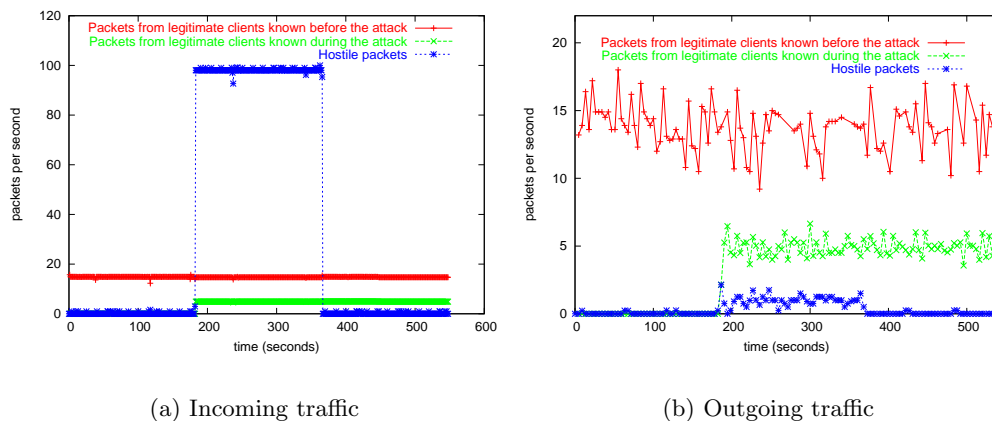 120
100
80
60
40
20
0
packets per second
Packets from legitimate clients known before the attack
Packets from legitimate clients known during the attack
Hostile packets
0 100 200 300 400 500 600
time (seconds)
(a) Incoming traffic
20
15
10
5
0
packets per second
Packets from legitimate clients known before the attack
Packets from legitimate clients known during the attack
Hostile packets
0 100 200 300 400 500
time (seconds)
(b) Outgoing traffic